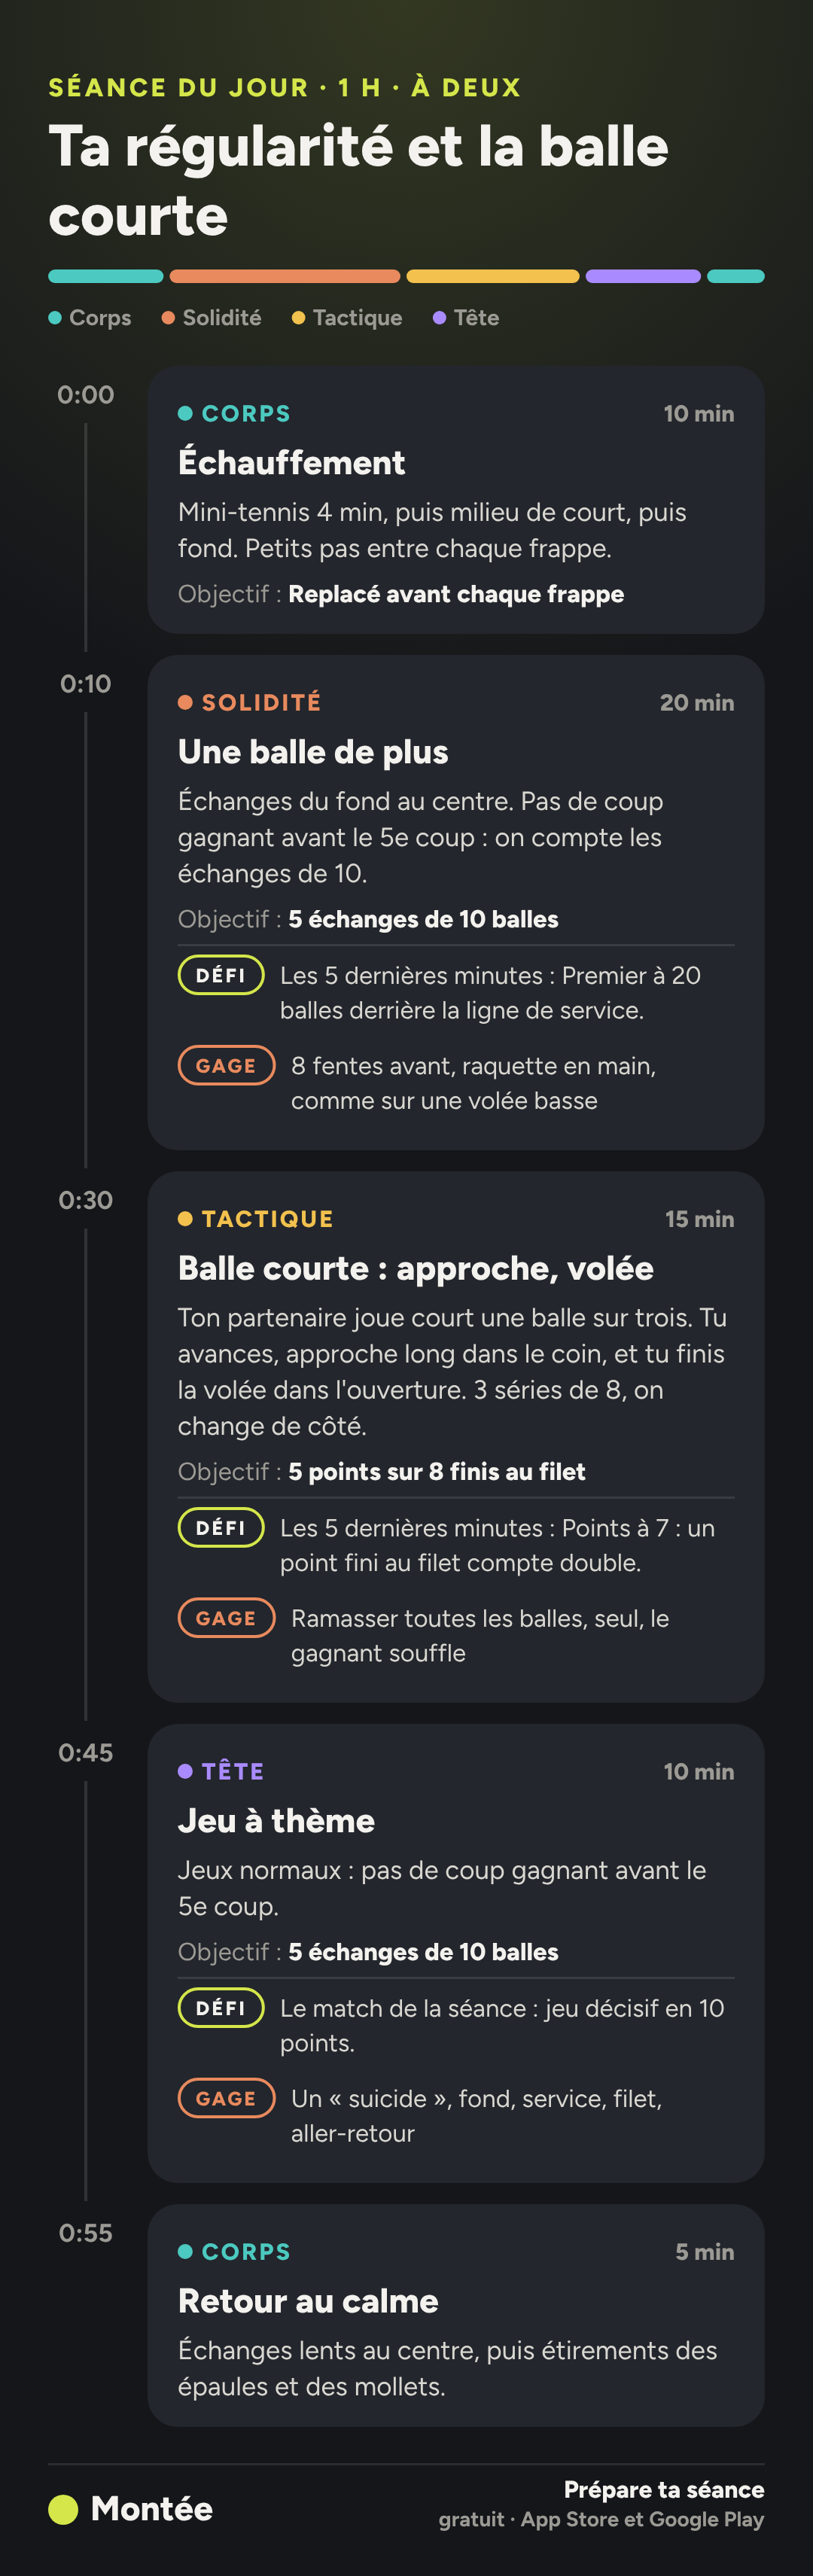 SÉANCE DU JOUR · 1 H · À DEUX
Ta régularité et la balle
courte
Corps
Solidité
Tactique
Tête
0:00
CORPS
10 min
Échauffement
Mini-tennis 4 min, puis milieu de court, puis
fond. Petits pas entre chaque frappe.
Objectif : Replacé avant chaque frappe
0:10
SOLIDITÉ
20 min
Une balle de plus
Échanges du fond au centre. Pas de coup
gagnant avant le 5e coup : on compte les
échanges de 10.
Objectif : 5 échanges de 10 balles
DÉFI
Les 5 dernières minutes : Premier à 20
balles derrière la ligne de service.
GAGE
8 fentes avant, raquette en main,
comme sur une volée basse
0:30
TACTIQUE
15 min
Balle courte : approche, volée
Ton partenaire joue court une balle sur trois. Tu
avances, approche long dans le coin, et tu finis
la volée dans l'ouverture. 3 séries de 8, on
change de côté.
Objectif : 5 points sur 8 finis au filet
DÉFI
Les 5 dernières minutes : Points à 7 : un
point fini au filet compte double.
GAGE
Ramasser toutes les balles, seul, le
gagnant souffle
0:45
TÊTE
10 min
Jeu à thème
Jeux normaux : pas de coup gagnant avant le
5e coup.
Objectif : 5 échanges de 10 balles
DÉFI
Le match de la séance : jeu décisif en 10
points.
GAGE
Un « suicide », fond, service, filet,
aller-retour
0:55
CORPS
5 min
Retour au calme
Échanges lents au centre, puis étirements des
épaules et des mollets.
Montée
Prépare ta séance
gratuit · App Store et Google Play